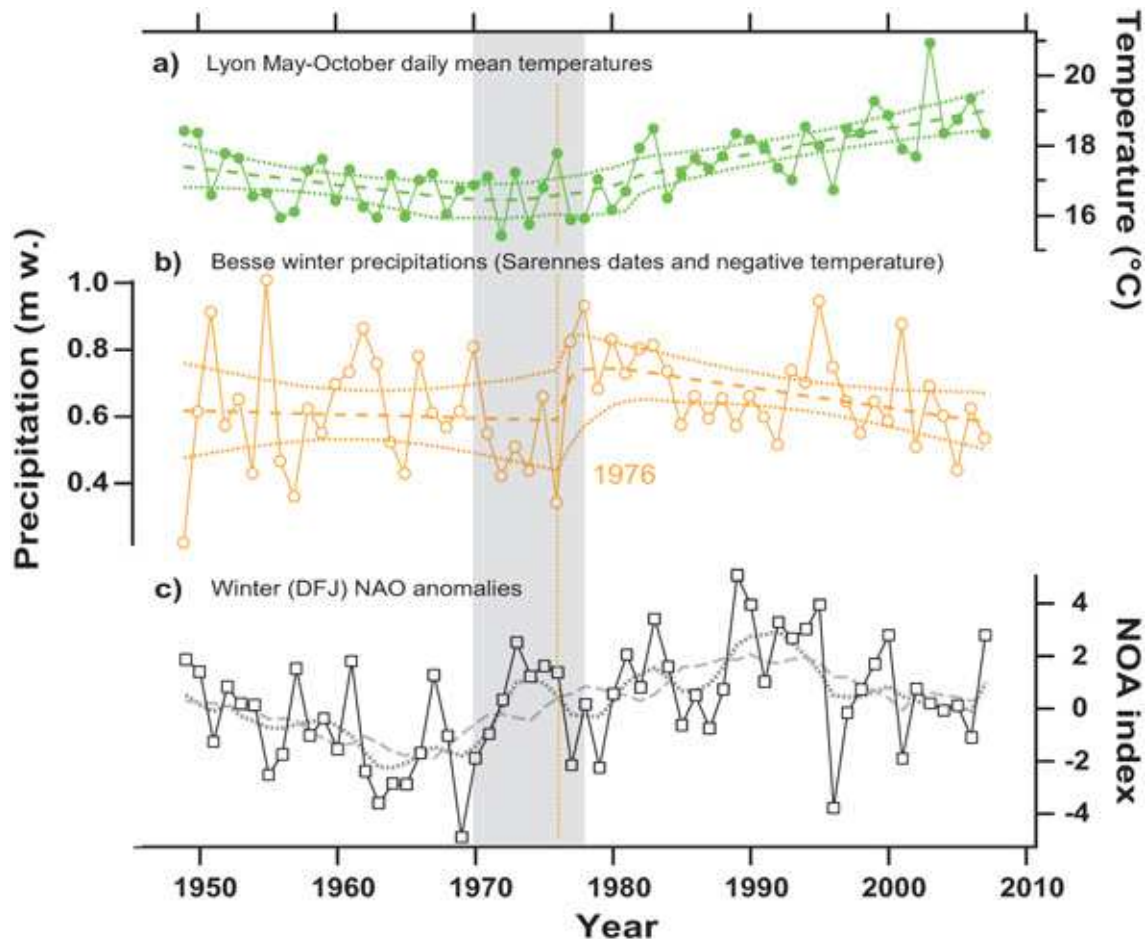 a) Lyon May-October daily mean temperatures
Temperature (°C)
20
18
16
b) Besse winter precipitations (Sarennes dates and negative temperature)
Precipitation (m w.)
1.0
0.8
0.6
0.4
1976
c) Winter (DFJ) NAO anomalies
NOA index
4
2
0
-2
-4
1950 1960 1970 1980 1990 2000 2010
Year